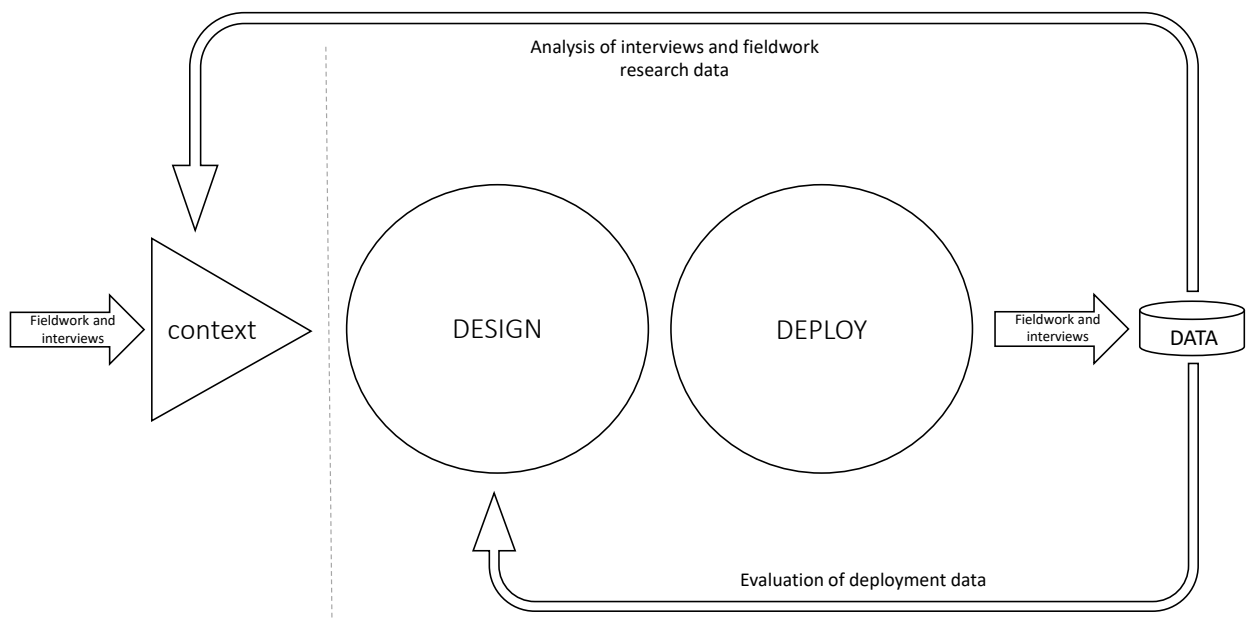 Analysis of interviews and fieldwork
research data
Fieldwork and
interviews
context
DESIGN
DEPLOY
Fieldwork and
interviews
DATA
Evaluation of deployment data